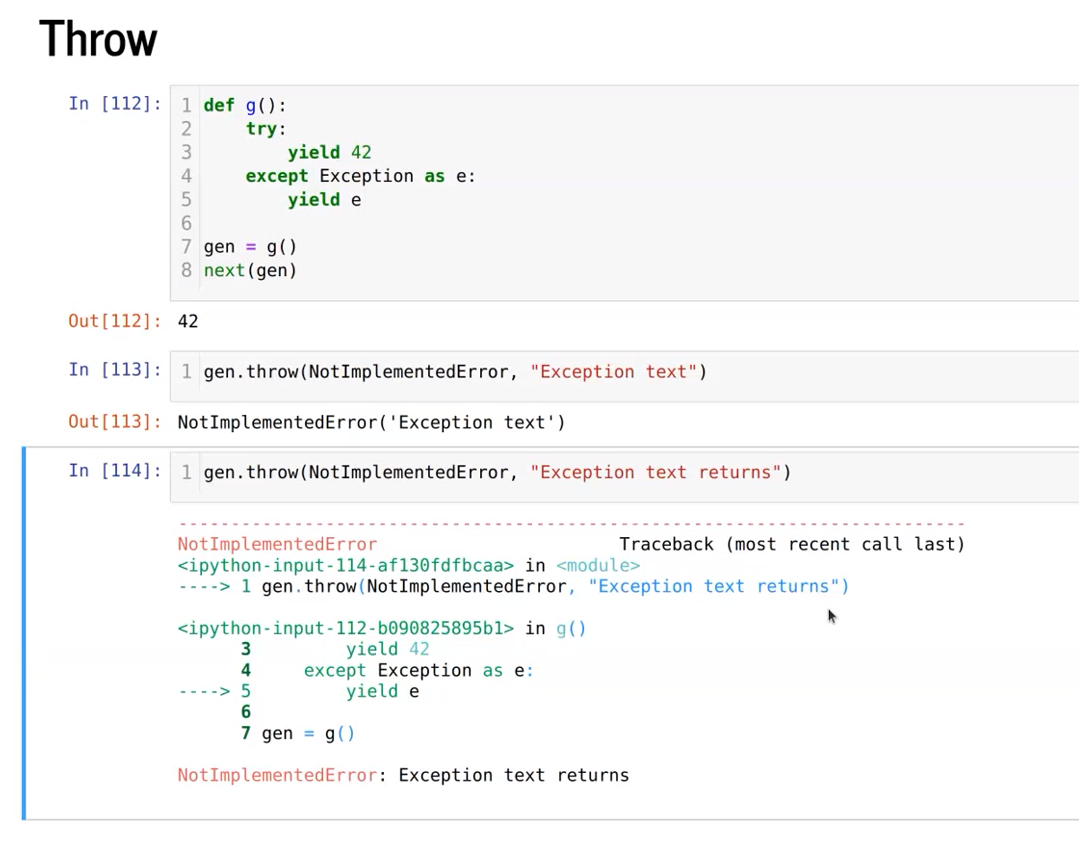 Throw
In [112]:
1 def g():
2     try:
3         yield 42
4     except Exception as e:
5         yield e
6
7 gen = g()
8 next(gen)
Out[112]: 42
In [113]: 1 gen.throw(NotImplementedError, "Exception text")
Out[113]: NotImplementedError('Exception text')
In [114]: 1 gen.throw(NotImplementedError, "Exception text returns")
---------------------------------------------------------------------------
NotImplementedError                       Traceback (most recent call last)
<ipython-input-114-af130fdfbcaa> in <module>
----> 1 gen.throw(NotImplementedError, "Exception text returns")
<ipython-input-112-b090825895b1> in g()
      3         yield 42
      4     except Exception as e:
----> 5         yield e
      6
      7 gen = g()
NotImplementedError: Exception text returns